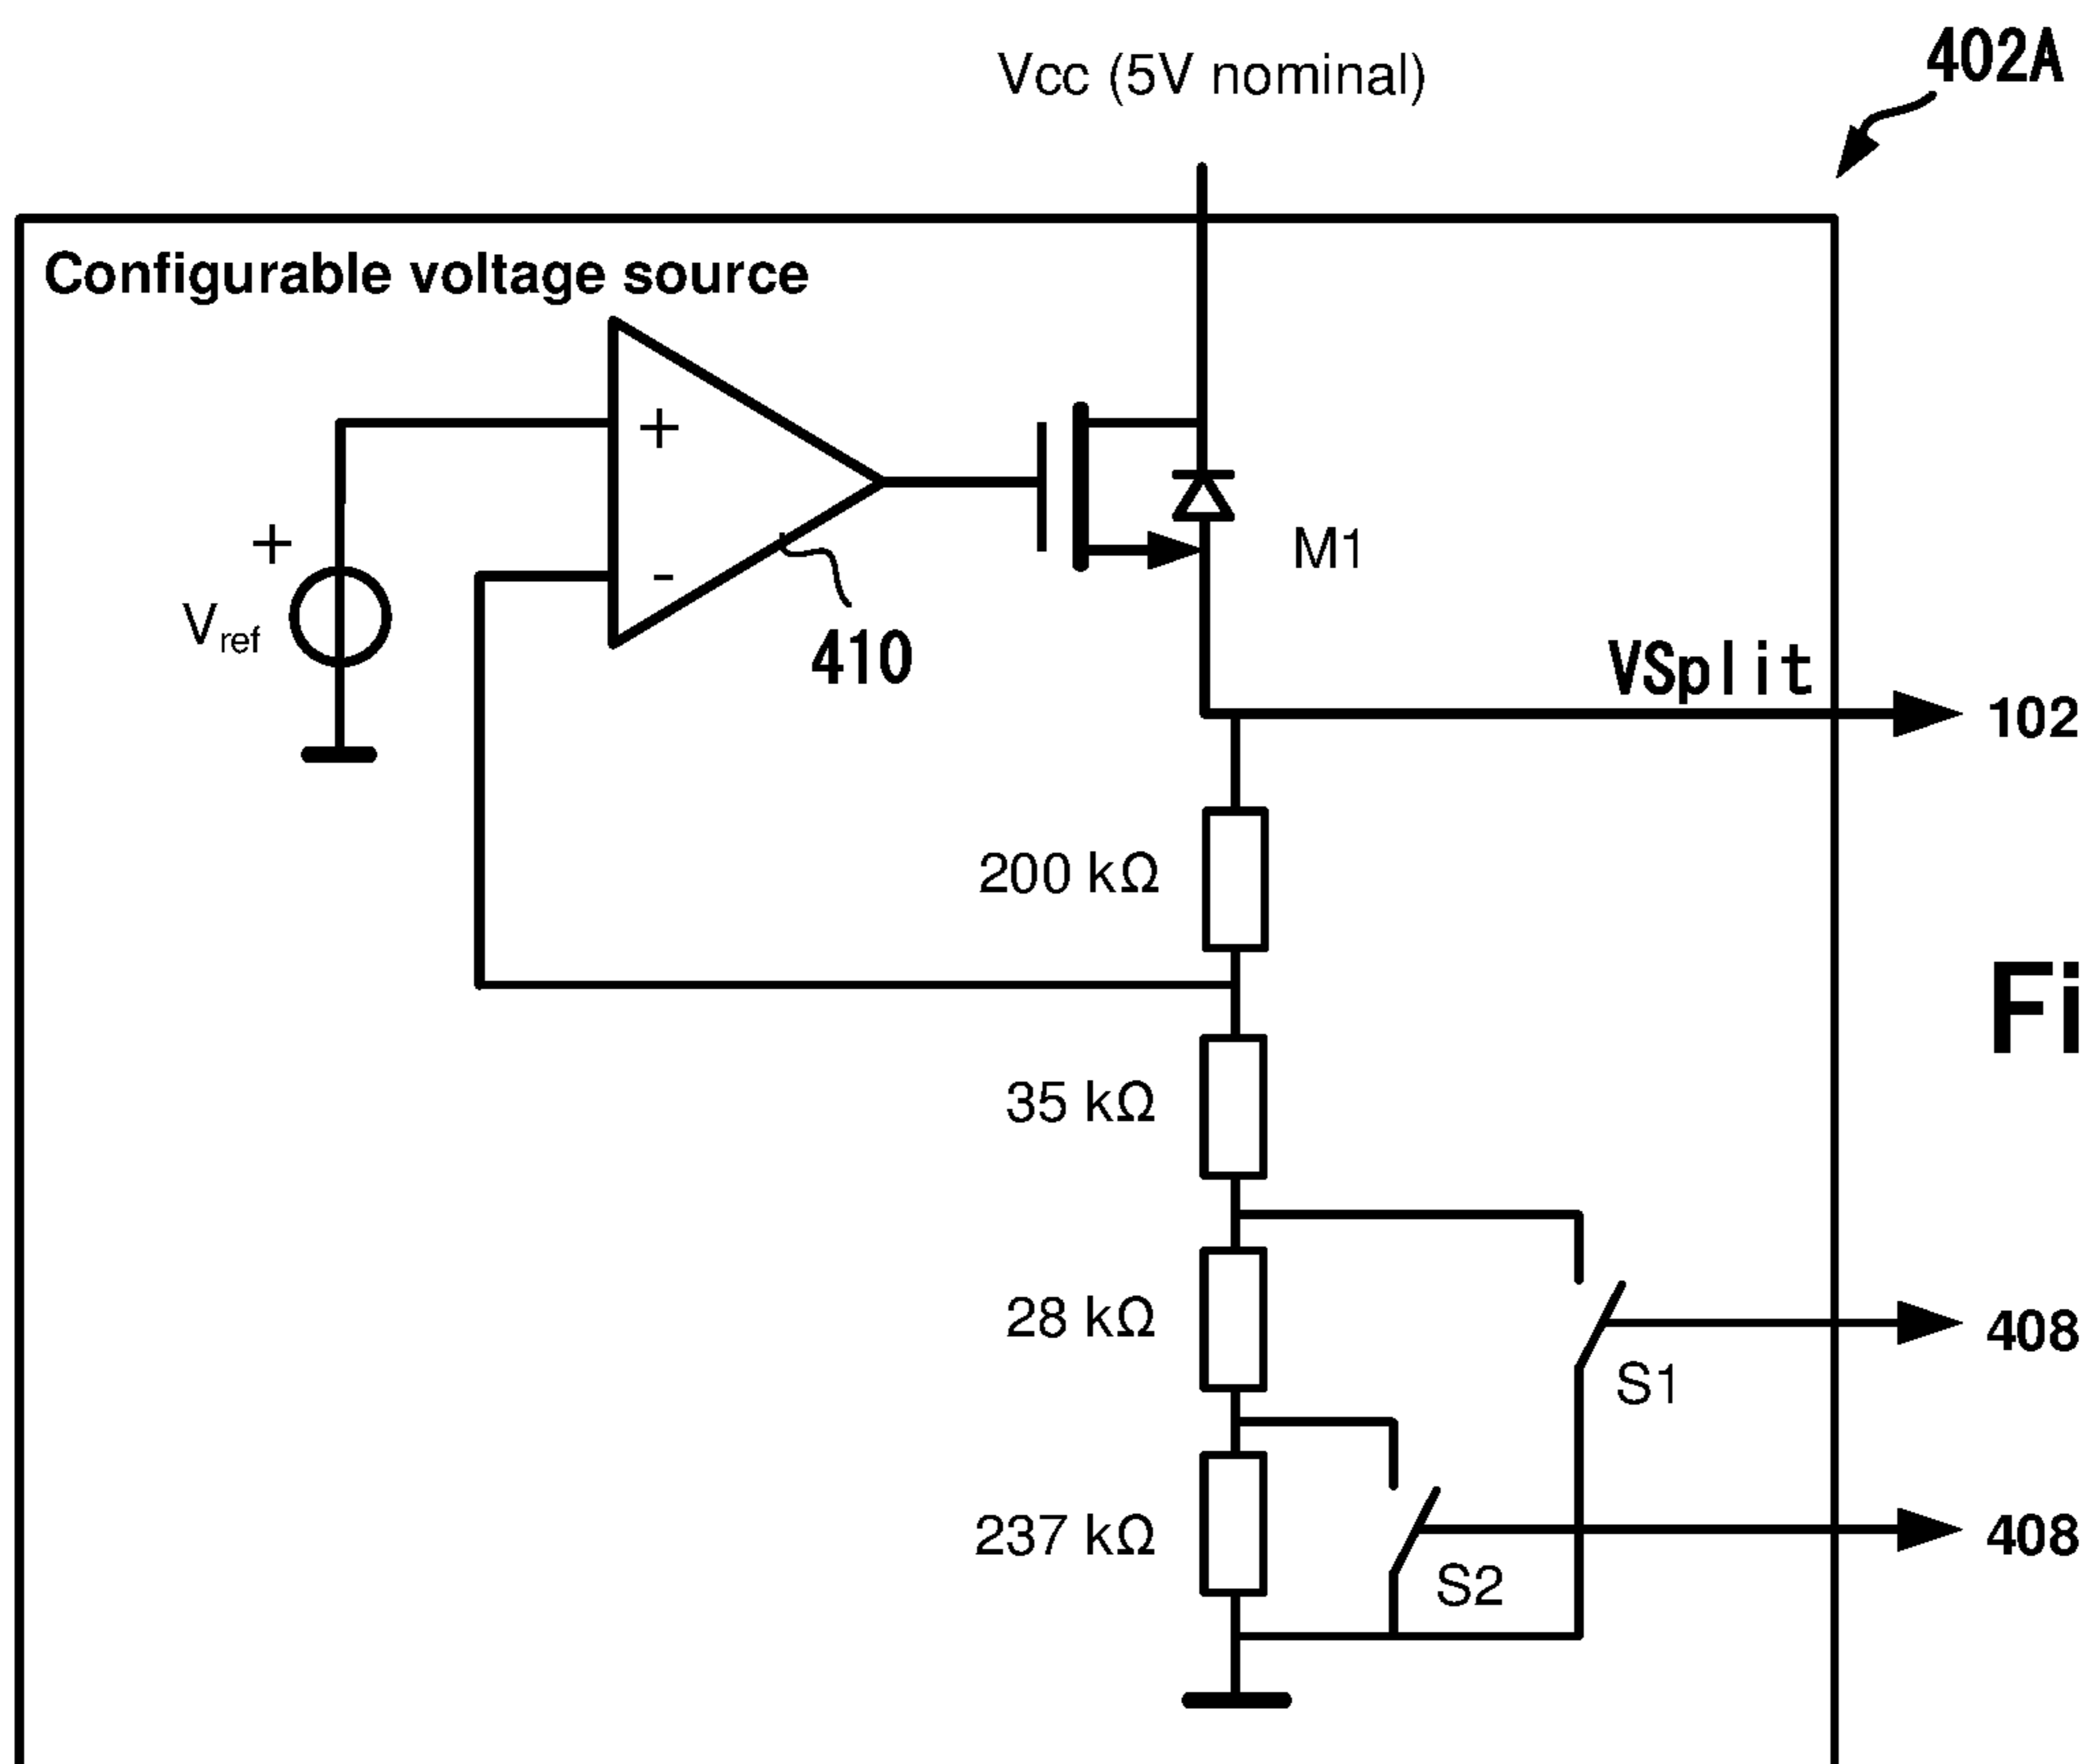 402A
Vcc (5V nominal)
Configurable voltage source
+
-
+
Vref
M1
410
VSplit
102
200 kΩ
Fi
35 kΩ
28 kΩ
408
S1
237 kΩ
408
S2